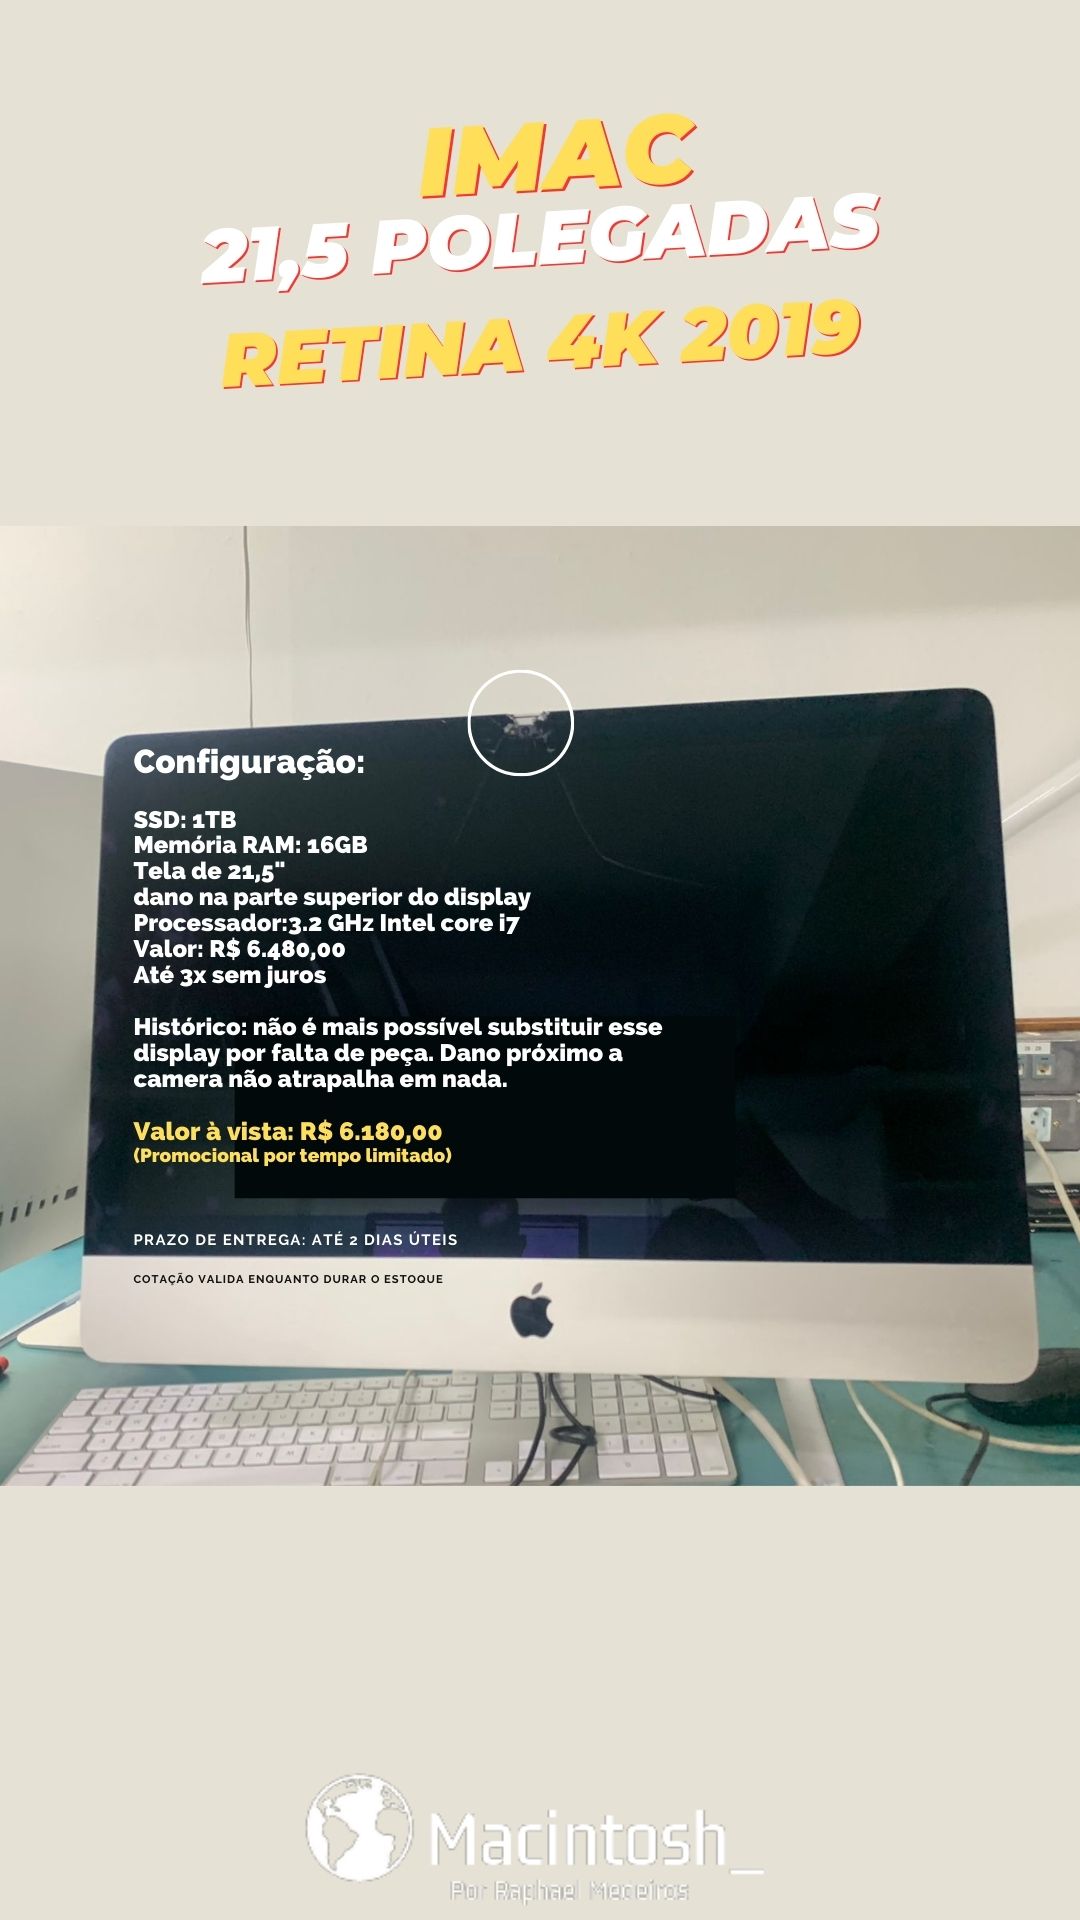 IMAC
21,5 POLEGADAS
RETINA 4K 2019
Configuração:
SSD: 1TB
Memória RAM: 16GB
Tela de 21,5"
dano na parte superior do display
Processador:3.2 GHz Intel core i7
Valor: R$ 6.480,00
Até 3x sem juros
Histórico: não é mais possível substituir esse
display por falta de peça. Dano próximo a
camera não atrapalha em nada.
Valor à vista: R$ 6.180,00
(Promocional por tempo limitado)
PRAZO DE ENTREGA: ATÉ 2 DIAS ÚTEIS
COTAÇÃO VALIDA ENQUANTO DURAR O ESTOQUE
Macintosh_
Por Raphael